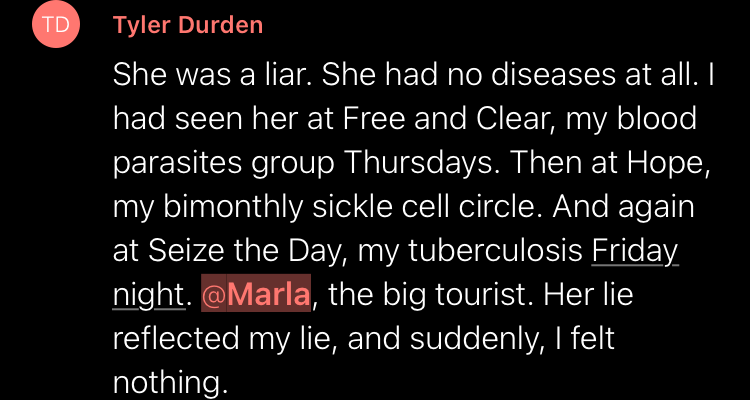 TD
Tyler Durden
She was a liar. She had no diseases at all. I
had seen her at Free and Clear, my blood
parasites group Thursdays. Then at Hope,
my bimonthly sickle cell circle. And again
at Seize the Day, my tuberculosis Friday
night. @Marla, the big tourist. Her lie
reflected my lie, and suddenly, I felt
nothing.